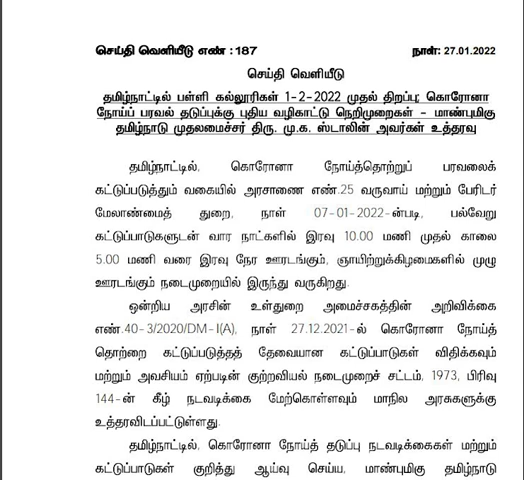 செய்தி வெளியீடு எண் :187 நாள்: 27.01.2022
செய்தி வெளியீடு
தமிழ்நாட்டில் பள்ளி கல்லூரிகள் 1-2-2022 முதல் திறப்பு; கொரோனா
நோய்ப் பரவல் தடுப்புக்கு புதிய வழிகாட்டு நெறிமுறைகள் – மாண்புமிகு
தமிழ்நாடு முதலமைச்சர் திரு. மு.க. ஸ்டாலின் அவர்கள் உத்தரவு
தமிழ்நாட்டில், கொரோனா நோய்த்தொற்றுப் பரவலைக்
கட்டுப்படுத்தும் வகையில் அரசாணை எண்.25 வருவாய் மற்றும் பேரிடர்
மேலாண்மைத் துறை, நாள் 07-01-2022-ன்படி, பல்வேறு
கட்டுப்பாடுகளுடன் வார நாட்களில் இரவு 10.00 மணி முதல் காலை
5.00 மணி வரை இரவு நேர ஊரடங்கும், ஞாயிற்றுக்கிழமைகளில் முழு
ஊரடங்கும் நடைமுறையில் இருந்து வருகிறது.
ஒன்றிய அரசின் உள்துறை அமைச்சகத்தின் அறிவிக்கை
எண்.40-3/2020/DM-I(A), நாள் 27.12.2021-ல் கொரோனா நோய்த்
தொற்றை கட்டுப்படுத்தத் தேவையான கட்டுப்பாடுகள் விதிக்கவும்
மற்றும் அவசியம் ஏற்படின் குற்றவியல் நடைமுறைச் சட்டம், 1973, பிரிவு
144-ன் கீழ் நடவடிக்கை மேற்கொள்ளவும் மாநில அரசுகளுக்கு
உத்தரவிடப்பட்டுள்ளது.
தமிழ்நாட்டில், கொரோனா நோய்த் தடுப்பு நடவடிக்கைகள் மற்றும்
கட்டுப்பாடுகள் குறித்து ஆய்வு செய்ய, மாண்புமிகு தமிழ்நாடு